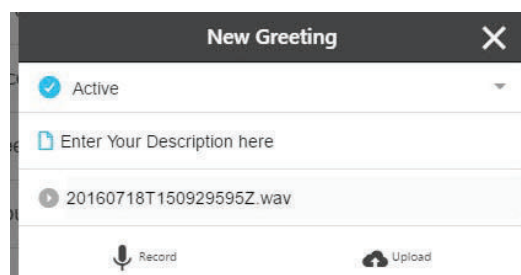 New Greeting
Active
Enter Your Description here
20160718T150929595Z.wav
Record Upload